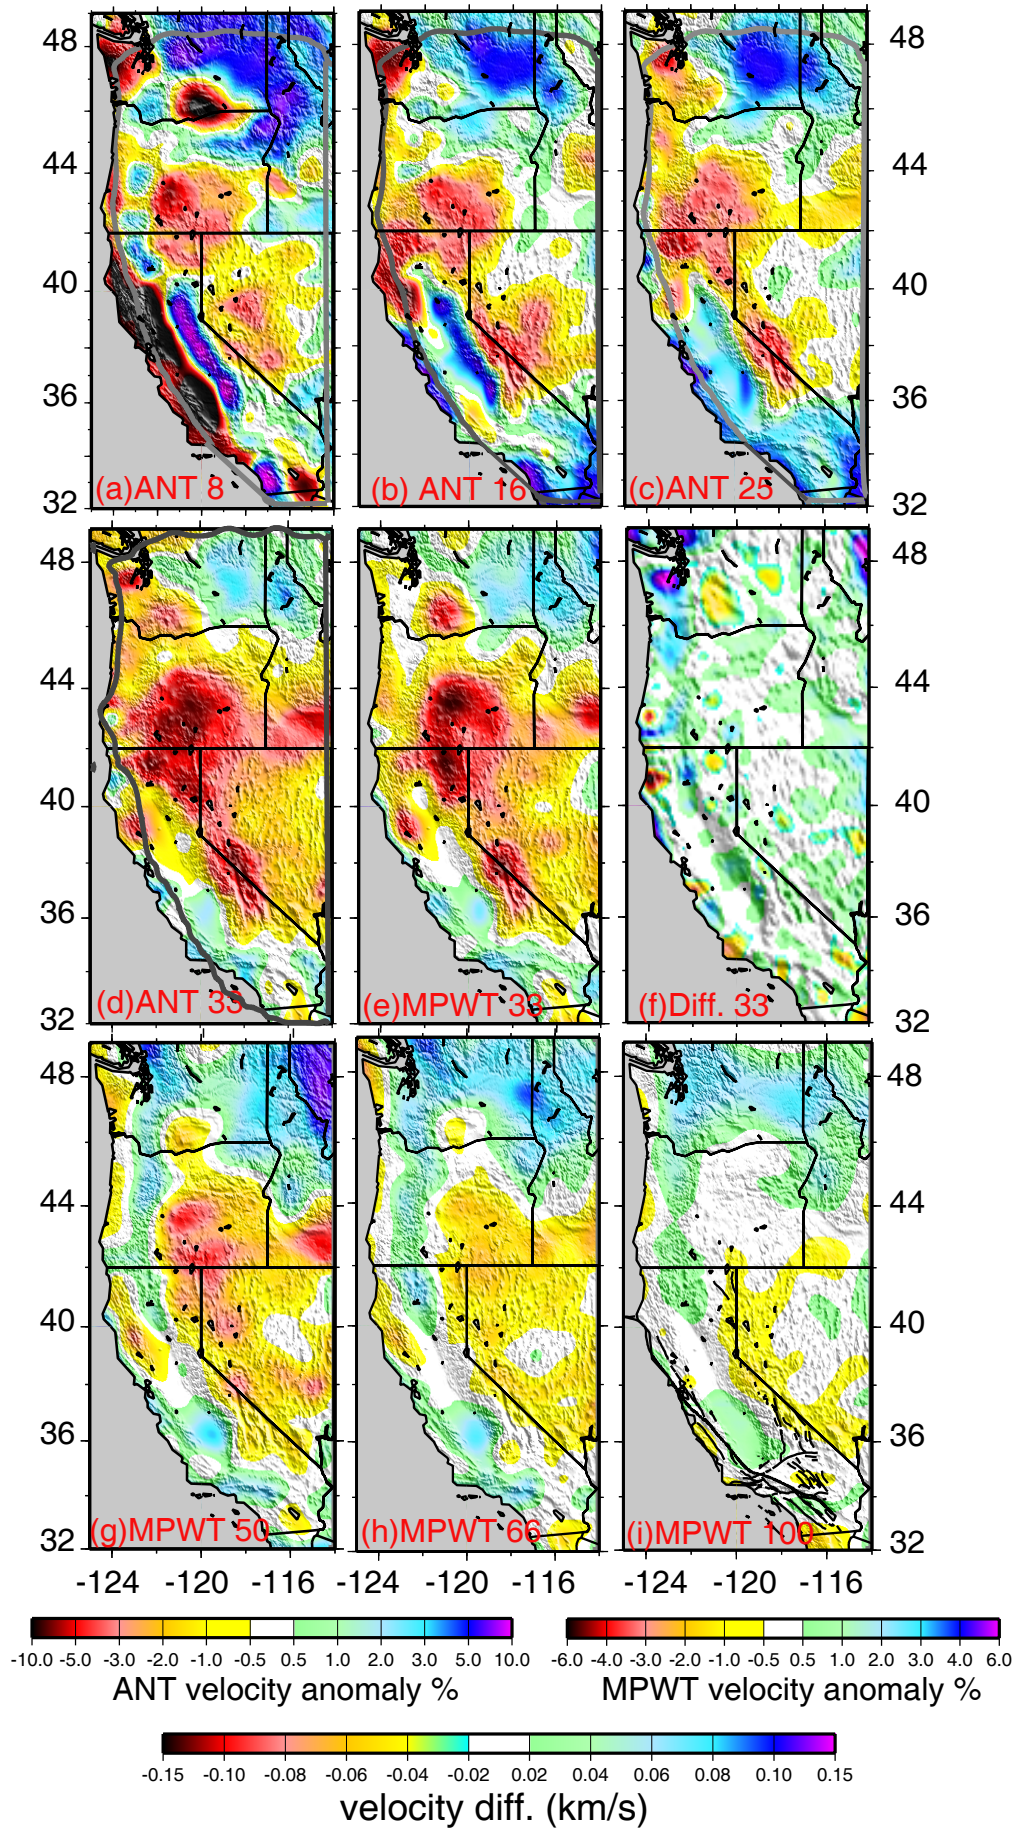 48
44
40
36
32
(a)ANT 8
(b) ANT 16
(c)ANT 25
48
44
40
36
32
48
44
40
36
32
(d)ANT 33
(e)MPWT 33
(f)Diff. 33
48
44
40
36
32
48
44
40
36
32
(g)MPWT 50
(h)MPWT 66
(i)MPWT 100
48
44
40
36
32
-124 -120 -116 -124 -120 -116 -124 -120 -116
-10.0 -5.0 -3.0 -2.0 -1.0 -0.5 0.5 1.0 2.0 3.0 5.0 10.0
ANT velocity anomaly %
-6.0 -4.0 -3.0 -2.0 -1.0 -0.5 0.5 1.0 2.0 3.0 4.0 6.0
MPWT velocity anomaly %
-0.15 -0.10 -0.08 -0.06 -0.04 -0.02 0.02 0.04 0.06 0.08 0.10 0.15
velocity diff. (km/s)